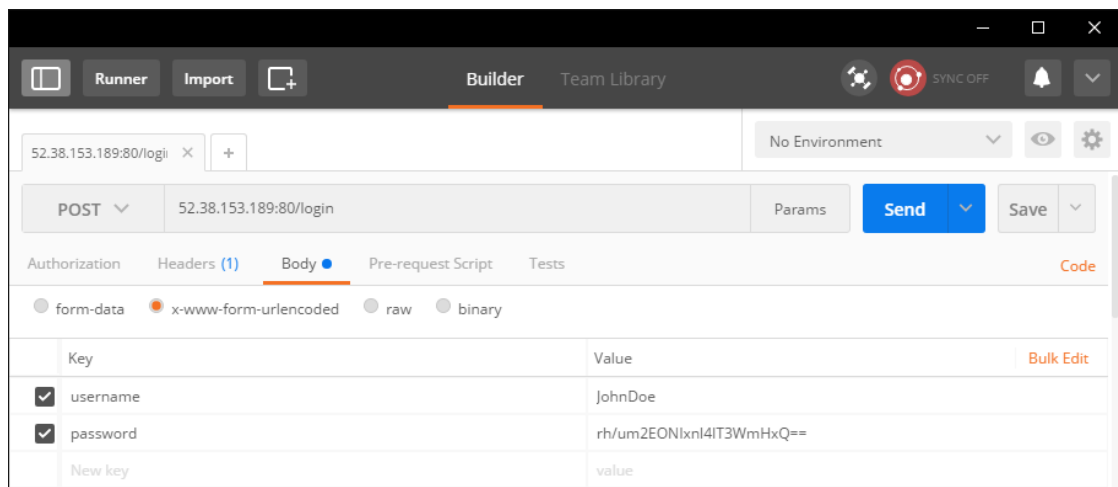 Runner Import Builder Team Library SYNC OFF
52.38.153.189:80/logi No Environment
POST 52.38.153.189:80/login Params Send Save
Authorization Headers (1) Body Pre-request Script Tests Code
form-data x-www-form-urlencoded raw binary
Key Value Bulk Edit
username JohnDoe
password
New key value